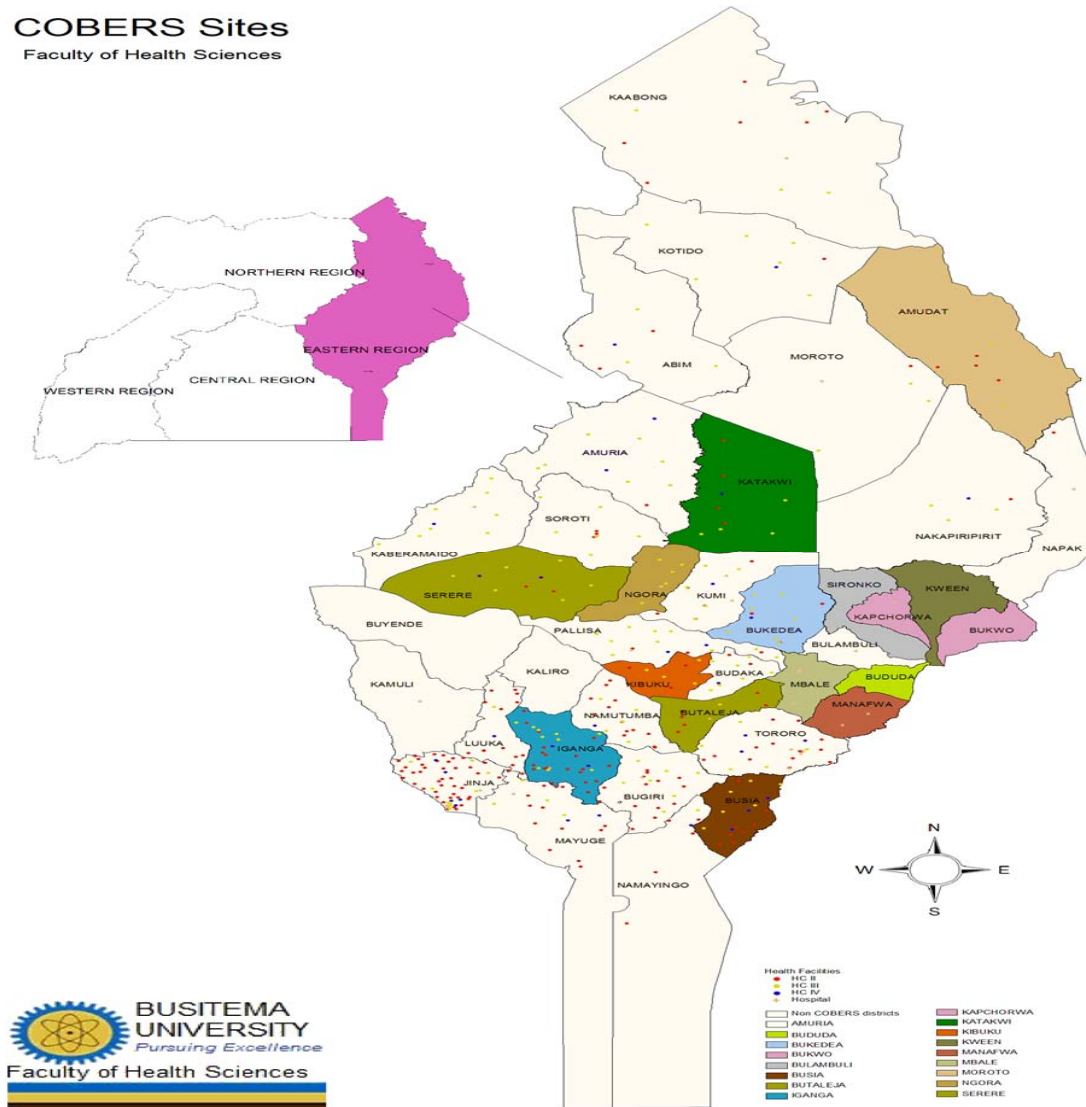 COBERS Sites
Faculty of Health Sciences
KAABONG
KOTIDO
AMUDAT
MOROTO
ABIM
NORTHERN REGION
EASTERN REGION
CENTRAL REGION
WESTERN REGION
AMURIA
KATAKWI
SOROTI
NAKAPIRIPIRIT
NAPAK
KABERAMAIDO
SERERE
NGORA
KUMI
SIRONKO
KWEEN
KAPCHORWA
BUKWO
BUYENDE
PALLISA
BUKEDEA
BULAMBULI
KALIRO
KAMULI
KIBUKU
BUDAKA
MBALE
BUDUDA
MANAFWA
NAMUTUMBA
BUTALEJA
TORORO
LUUKA
IGANGA
JINJA
BUGIRI
BUSIA
MAYUGE
NAMAYINGO
N
W
E
S
Health Facilities
HC II
HC III
HC IV
Hospital
Non COBERS districts
AMURIA
BUDUDA
BUKEDEA
BUKWO
BULAMBULI
BUSIA
BUTALEJA
IGANGA
KAPCHORWA
KATAKWI
KIBUKU
KWEEN
MANAFWA
MBALE
MOROTO
NGORA
SERERE
BUSITEMA
UNIVERSITY
Pursuing Excellence
Faculty of Health Sciences